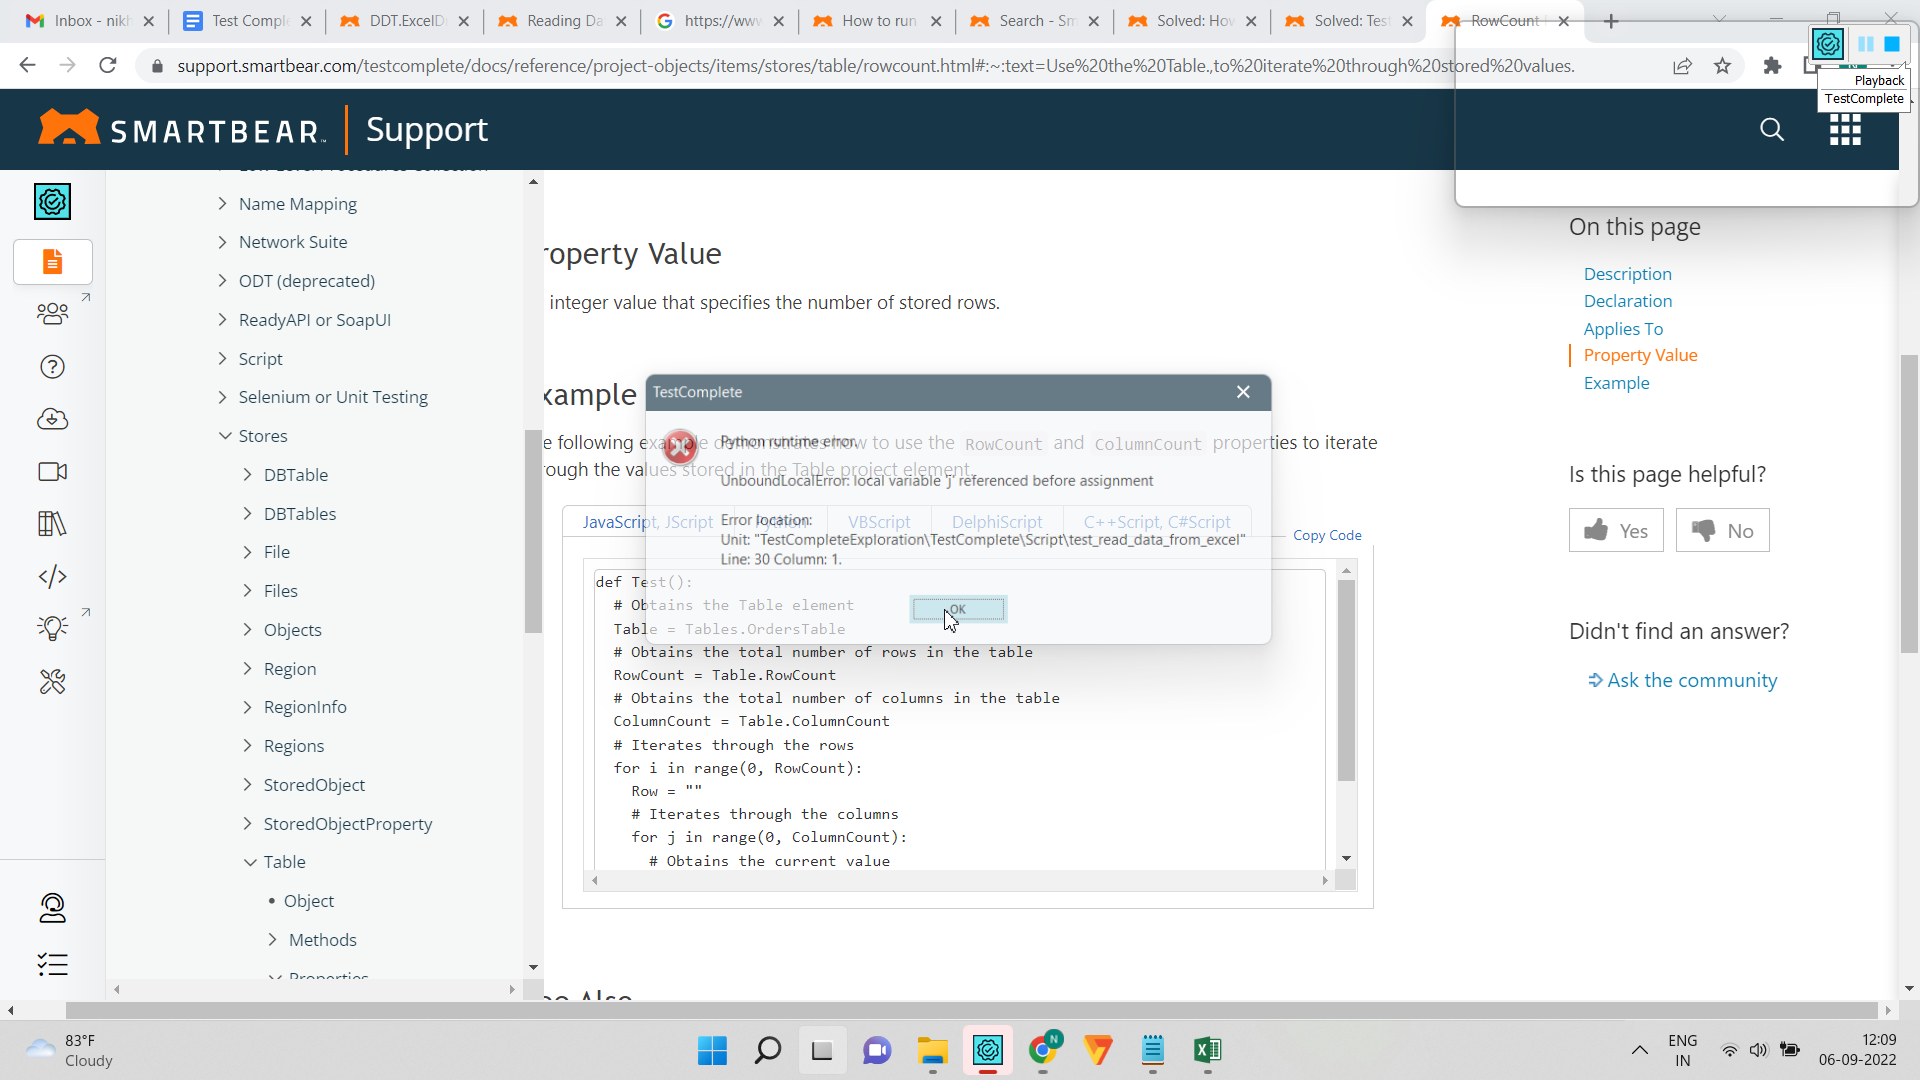 Inbox - nikh
Test Comple
DDT.ExcelD
Reading Da
https://www
How to run
Search - Sm
Solved: How
Solved: Test
RowCount
support.smartbear.com/testcomplete/docs/reference/project-objects/items/stores/table/rowcount.html#:~:text=Use%20the%20Table.,to%20iterate%20through%20stored%20values.
Playback
TestComplete
SMARTBEAR
Support
Name Mapping
Network Suite
ODT (deprecated)
ReadyAPI or SoapUI
Script
Selenium or Unit Testing
Stores
DBTable
DBTables
File
Files
Objects
Region
RegionInfo
Regions
StoredObject
StoredObjectProperty
Table
Object
Methods
Properties
roperty Value
integer value that specifies the number of stored rows.
xample
e following example demonstrates how to use the RowCount and ColumnCount properties to iterate
rough the values stored in the Table project element.
JavaScript, JScript
Python
VBScript
DelphiScript
C++Script, C#Script
Copy Code
def Test():
# Obtains the Table element
Table = Tables.OrdersTable
# Obtains the total number of rows in the table
RowCount = Table.RowCount
# Obtains the total number of columns in the table
ColumnCount = Table.ColumnCount
# Iterates through the rows
for i in range(0, RowCount):
Row = ""
# Iterates through the columns
for j in range(0, ColumnCount):
# Obtains the current value
TestComplete
Python runtime error.
UnboundLocalError: local variable 'j' referenced before assignment
Error location:
Unit: "TestCompleteExploration\TestComplete\Script\test_read_data_from_excel"
Line: 30 Column: 1.
OK
On this page
Description
Declaration
Applies To
Property Value
Example
Is this page helpful?
Yes
No
Didn't find an answer?
Ask the community
83°F
Cloudy
N
ENG
IN
12:09
06-09-2022